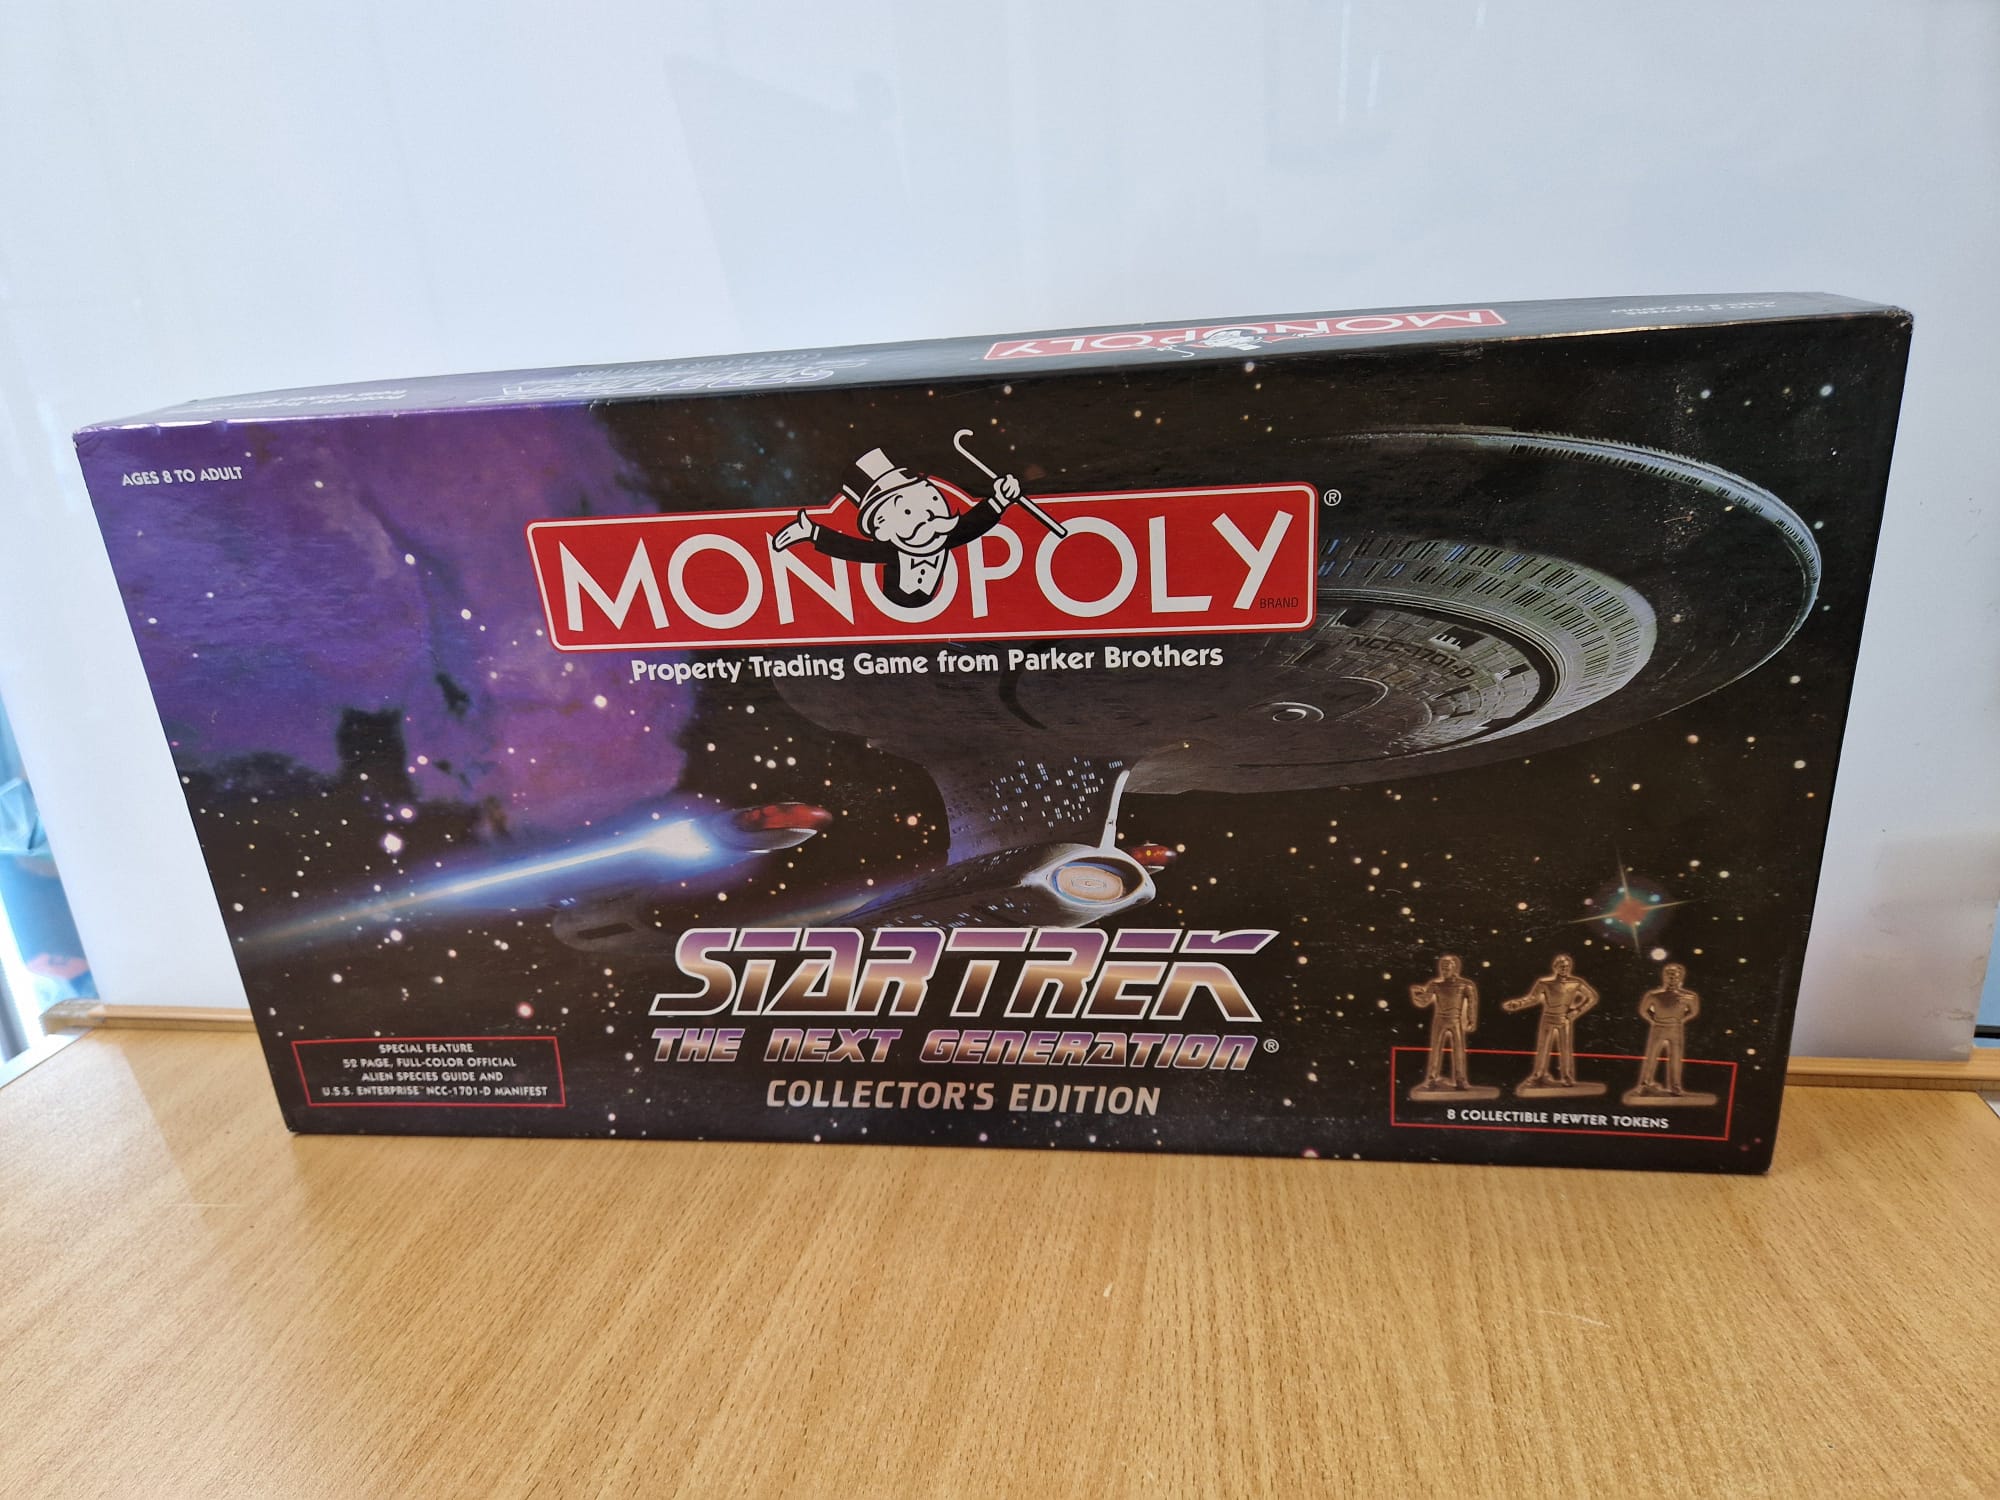 MONOPOLY
AGES 8 TO ADULT
MONOPOLY®
BRAND
Property Trading Game from Parker Brothers
NCC-1701-D
STAR TREK
THE NEXT GENERATION®
COLLECTOR'S EDITION
SPECIAL FEATURE
52 PAGE, FULL-COLOR OFFICIAL
ALIEN SPECIES GUIDE AND
U.S.S. ENTERPRISE™ NCC-1701-D MANIFEST
8 COLLECTIBLE PEWTER TOKENS